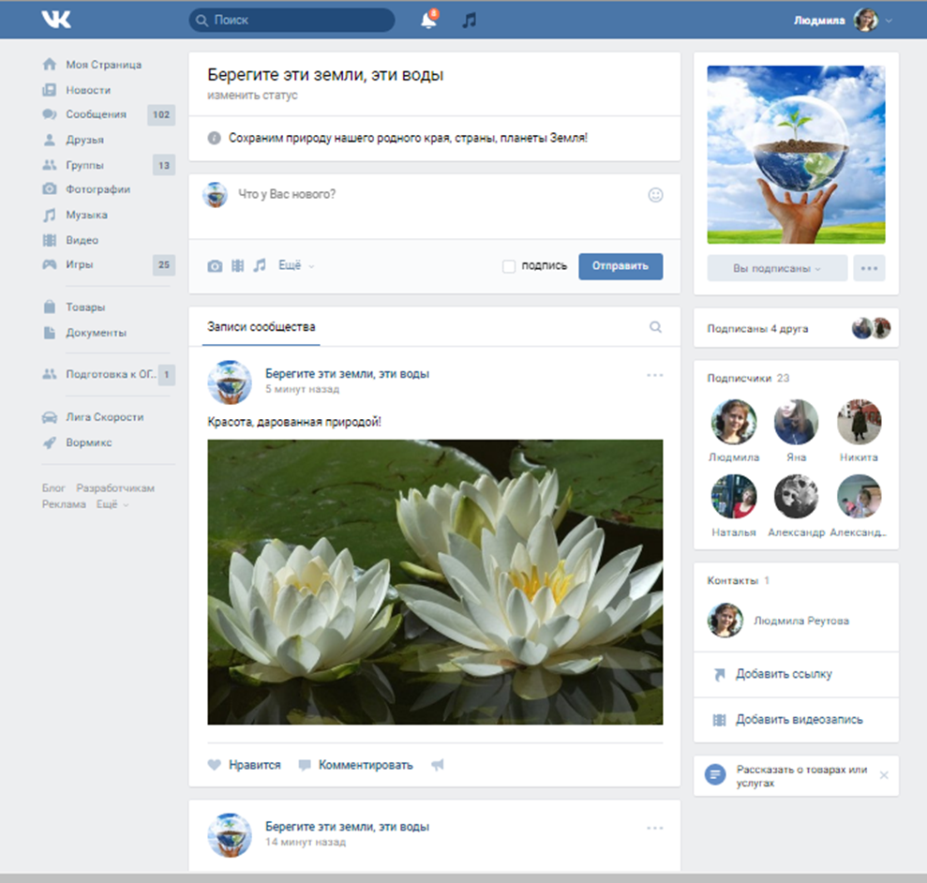 Поиск
8
Людмила
Моя Страница
Новости
Сообщения 102
Друзья
Группы 13
Фотографии
Музыка
Видео
Игры 25
Товары
Документы
Подготовка к ОГ... 1
Лига Скорости
Вормикс
Блог Разработчикам
Реклама Ещё
Берегите эти земли, эти воды
изменить статус
Сохраним природу нашего родного края, страны, планеты Земля!
Что у Вас нового?
Ещё
подпись
Отправить
Записи сообщества
Берегите эти земли, эти воды
5 минут назад
Красота, дарованная природой!
Нравится
Комментировать
Берегите эти земли, эти воды
14 минут назад
Вы подписаны
Подписаны 4 друга
Подписчики 23
Людмила Яна Никита
Наталья Александр Александ...
Контакты 1
Людмила Реутова
Добавить ссылку
Добавить видеозапись
Рассказать о товарах или
услугах